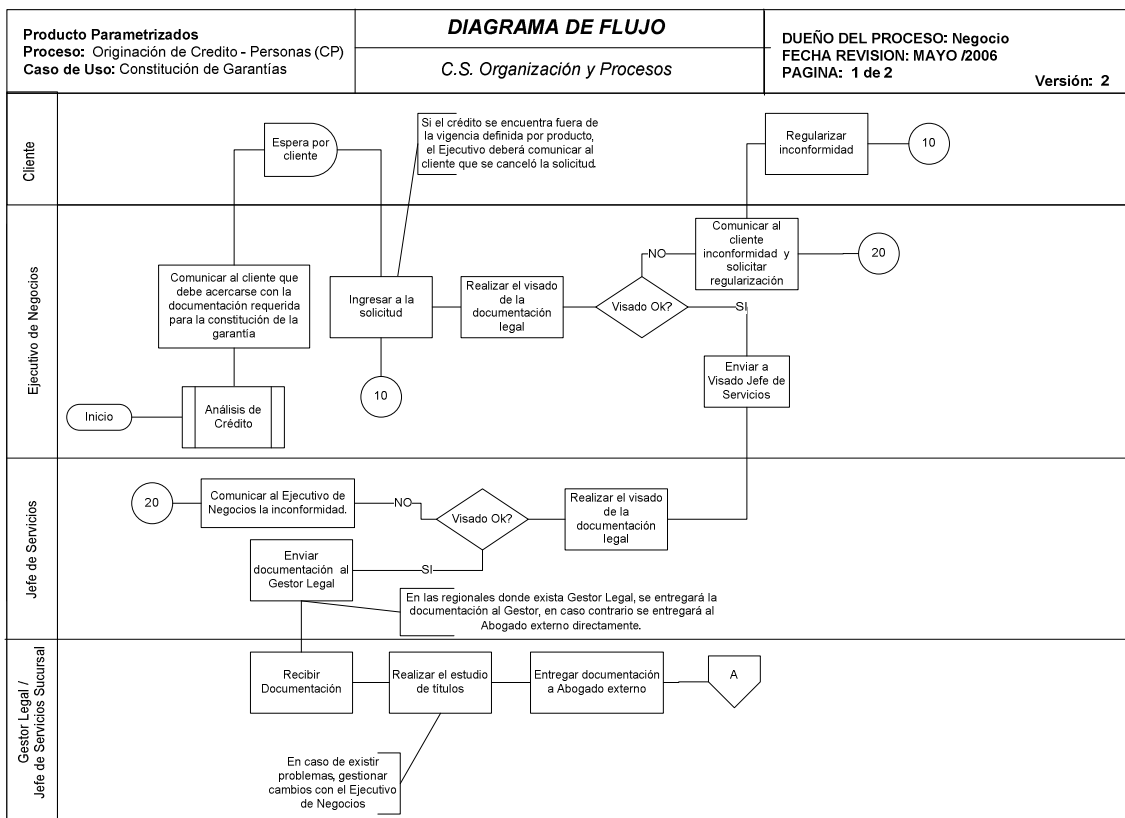 Producto Parametrizados
Proceso: Originación de Credito - Personas (CP)
Caso de Uso: Constitución de Garantías
DIAGRAMA DE FLUJO
C.S. Organización y Procesos
DUEÑO DEL PROCESO: Negocio
FECHA REVISION: MAYO /2006
PAGINA: 1 de 2
Versión: 2
Cliente
Espera por
cliente
Si el crédito se encuentra fuera de
la vigencia definida por producto,
el Ejecutivo deberá comunicar al
cliente que se canceló la solicitud.
Regularizar
inconformidad
10
Ejecutivo de Negocios
Comunicar al cliente que
debe acercarse con la
documentación requerida
para la constitución de la
garantía
Ingresar a la
solicitud
Realizar el visado
de la
documentación
legal
Visado Ok?
NO
Comunicar al
cliente
inconformidad y
solicitar
regularización
20
SI
Enviar a
Visado Jefe de
Servicios
10
Inicio
Análisis de
Crédito
Jefe de Servicios
20
Comunicar al Ejecutivo de
Negocios la inconformidad.
NO
Visado Ok?
Realizar el visado
de la
documentación
legal
Enviar
documentación al
Gestor Legal
SI
En las regionales donde exista Gestor Legal, se entregará la
documentación al Gestor, en caso contrario se entregará al
Abogado externo directamente.
Gestor Legal /
Jefe de Servicios Sucursal
Recibir
Documentación
Realizar el estudio
de títulos
Entregar documentación
a Abogado externo
A
En caso de existir
problemas, gestionar
cambios con el Ejecutivo
de Negocios